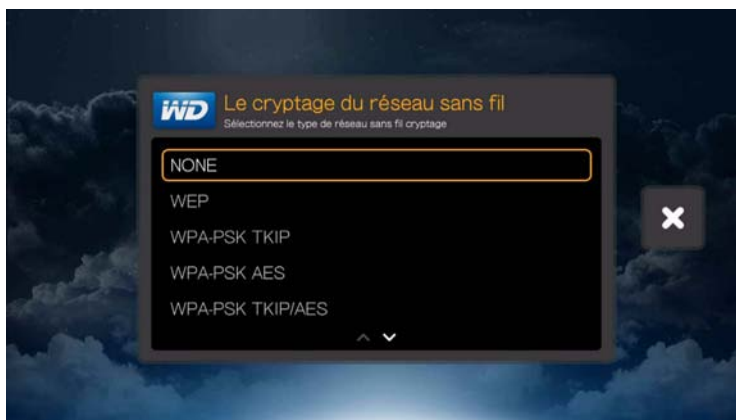 WD
Le cryptage du réseau sans fil
Sélectionnez le type de réseau sans fil cryptage
NONE
WEP
WPA-PSK TKIP
WPA-PSK AES
WPA-PSK TKIP/AES